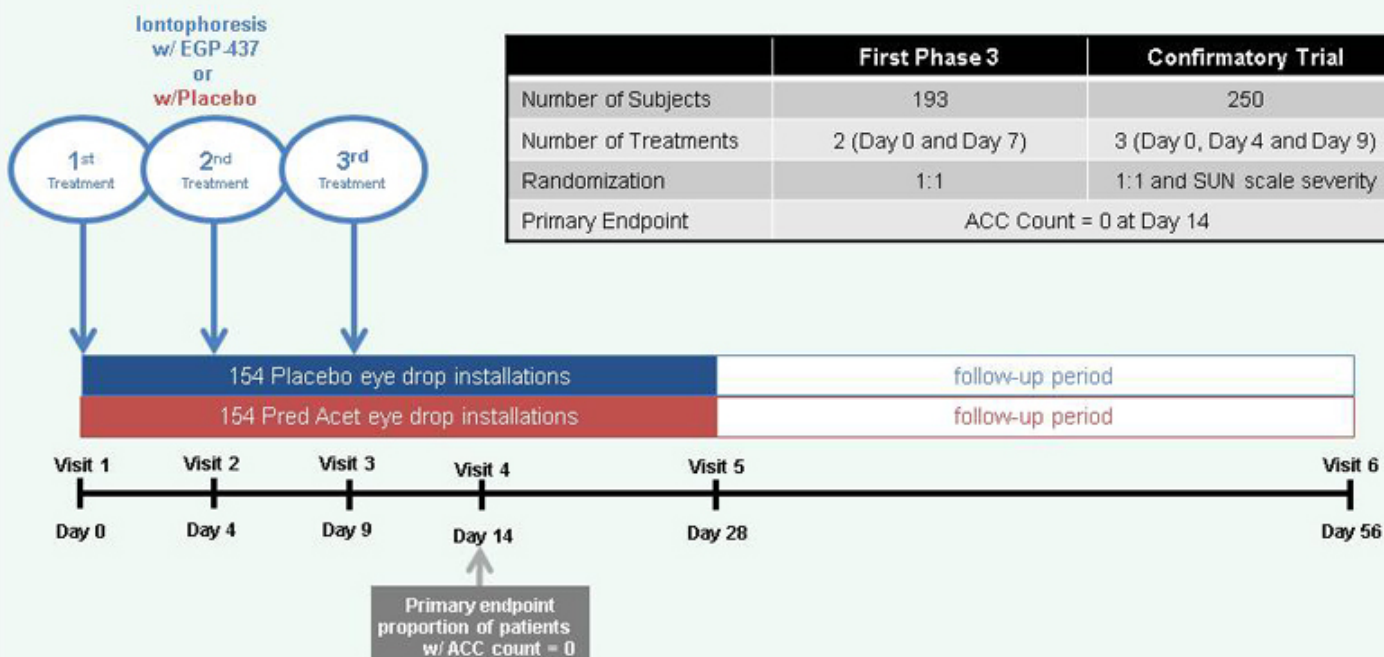 Iontophoresis
w/ EGP-437
or
w/Placebo
1st
Treatment
2nd
Treatment
3rd
Treatment
First Phase 3 Confirmatory Trial
Number of Subjects 193 250
Number of Treatments 2 (Day 0 and Day 7) 3 (Day 0, Day 4 and Day 9)
Randomization 1:1 1:1 and SUN scale severity
Primary Endpoint ACC Count = 0 at Day 14
154 Placebo eye drop installations follow-up period
154 Pred Acet eye drop installations follow-up period
Visit 1 Visit 2 Visit 3 Visit 4 Visit 5 Visit 6
Day 0 Day 4 Day 9 Day 14 Day 28 Day 56
Primary endpoint
proportion of patients
w/ ACC count = 0